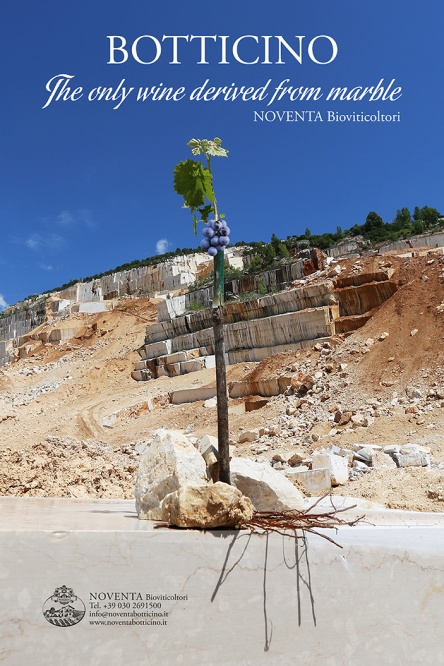 BOTTICINO
The only wine derived from marble
NOVENTA Bioviticoltori
NOVENTA Bioviticoltori
Tel. +39 030 2691500
info@noventabotticino.it
www.noventabotticino.it